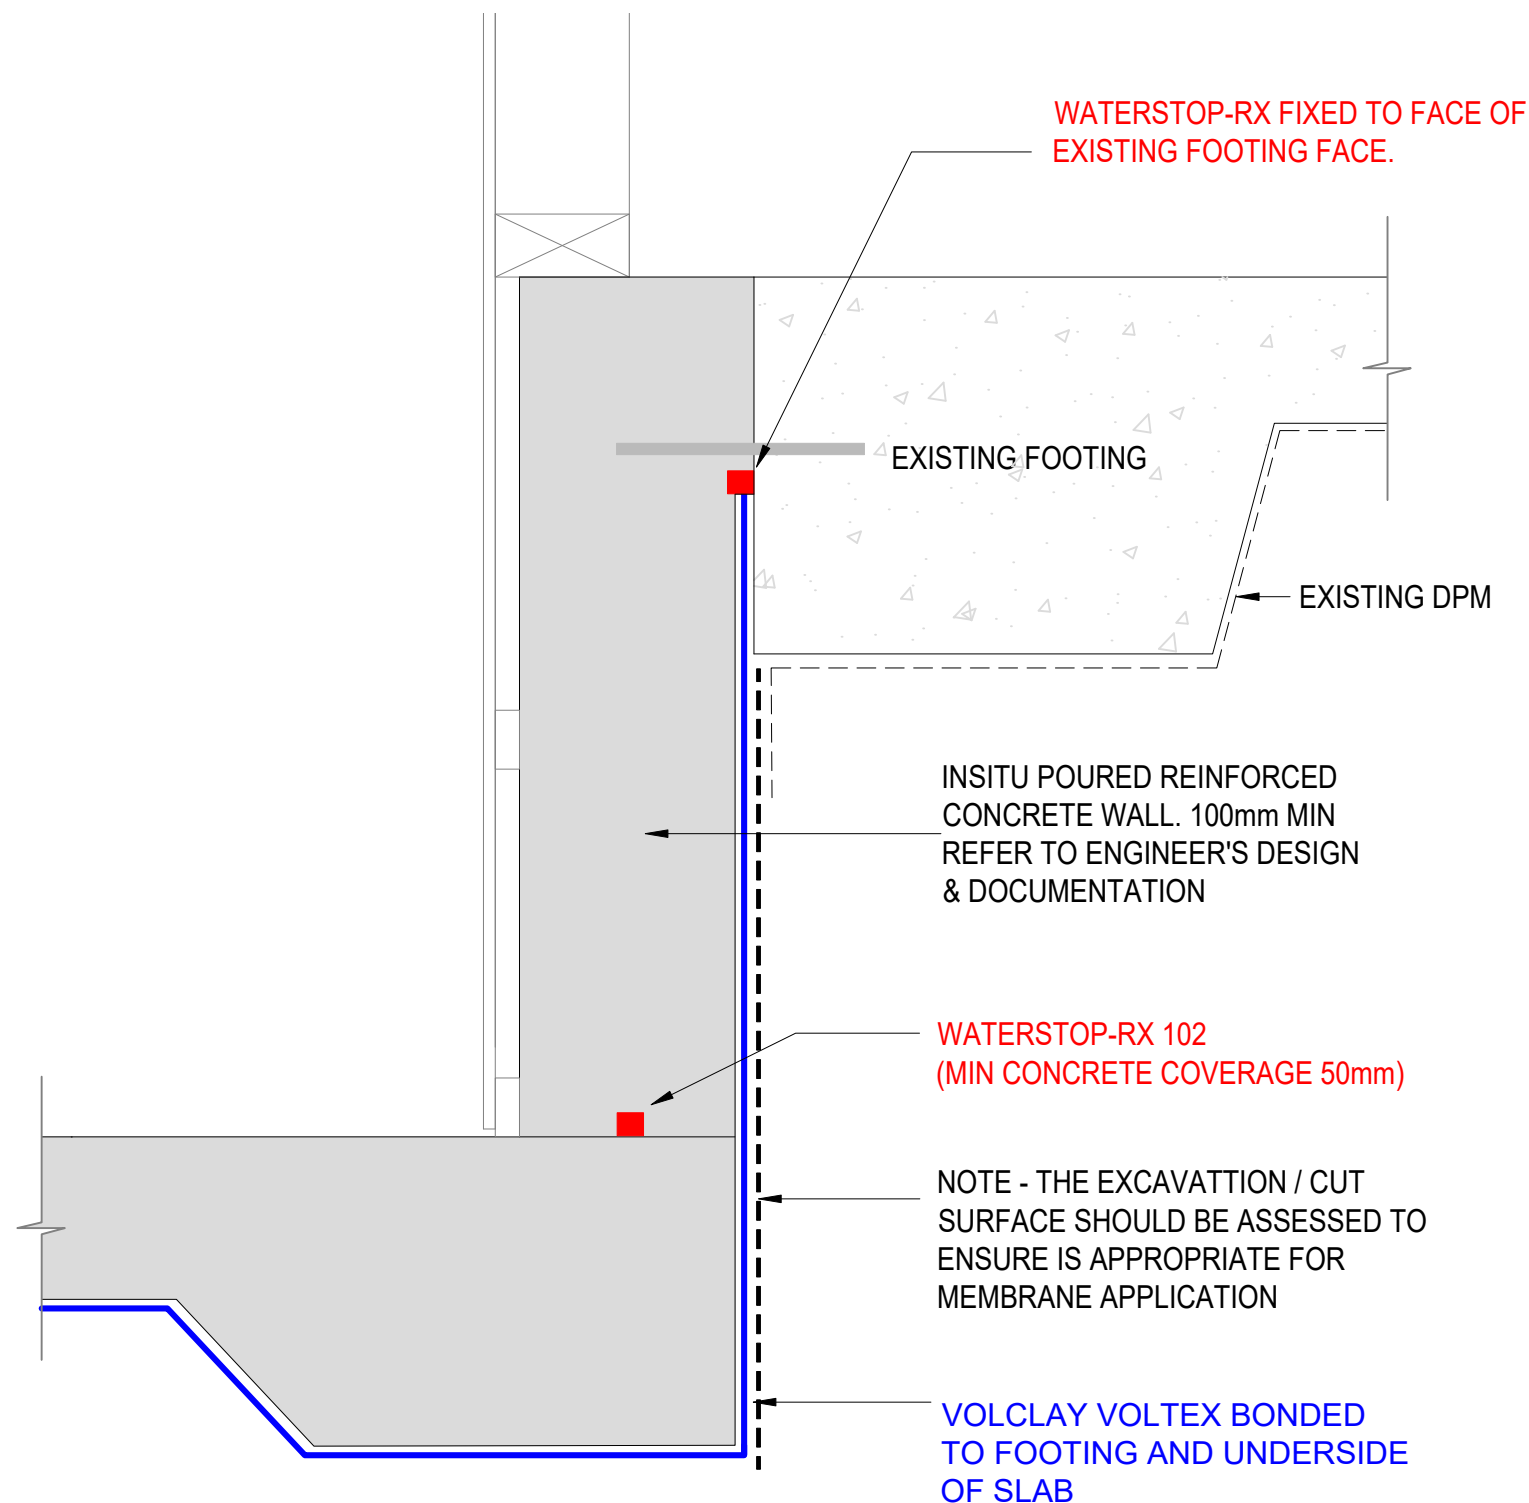 WATERSTOP-RX FIXED TO FACE OF
EXISTING FOOTING FACE.
EXISTING FOOTING
EXISTING DPM
INSITU POURED REINFORCED
CONCRETE WALL. 100mm MIN
REFER TO ENGINEER'S DESIGN
& DOCUMENTATION
WATERSTOP-RX 102
(MIN CONCRETE COVERAGE 50mm)
NOTE - THE EXCAVATTION / CUT
SURFACE SHOULD BE ASSESSED TO
ENSURE IS APPROPRIATE FOR
MEMBRANE APPLICATION
VOLCLAY VOLTEX BONDED
TO FOOTING AND UNDERSIDE
OF SLAB